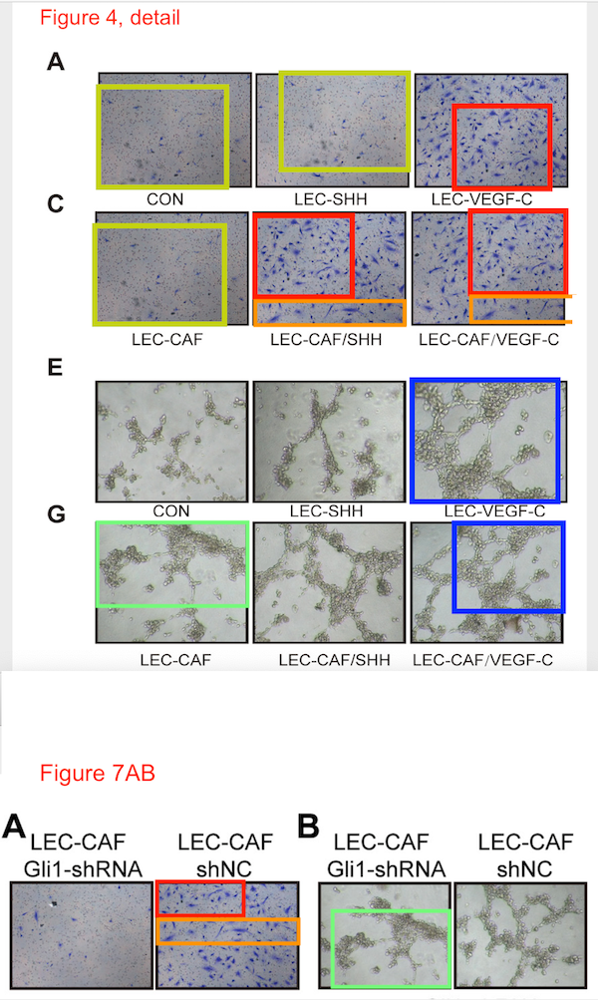 Figure 4, detail
A
CON
LEC-SHH
LEC-VEGF-C
C
LEC-CAF
LEC-CAF/SHH
LEC-CAF/VEGF-C
E
CON
LEC-SHH
LEC-VEGF-C
G
LEC-CAF
LEC-CAF/SHH
LEC-CAF/VEGF-C
Figure 7AB
A
LEC-CAF
Gli1-shRNA
LEC-CAF
shNC
B
LEC-CAF
Gli1-shRNA
LEC-CAF
shNC